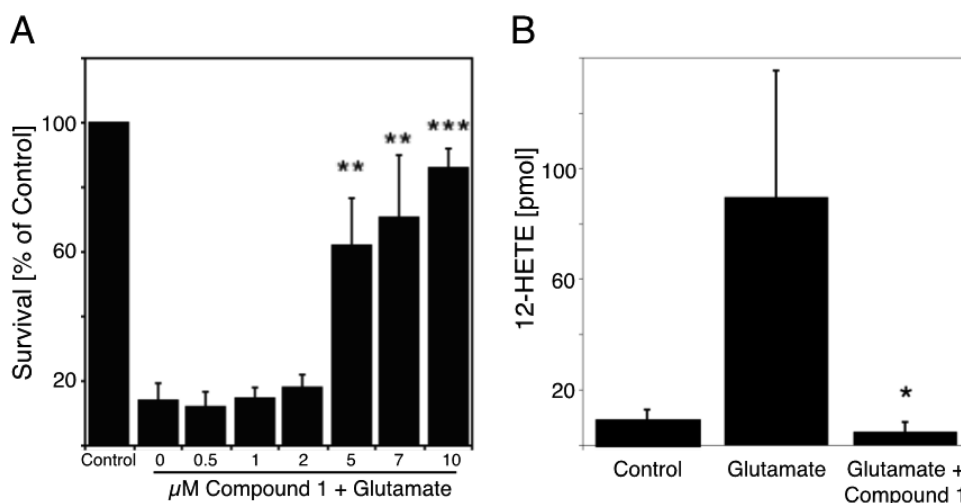 A
Survival [% of Control]
100
60
20
** ** ***
Control 0 0.5 1 2 5 7 10
µM Compound 1 + Glutamate
B
12-HETE [pmol]
100
60
20
*
Control Glutamate Glutamate +
Compound 1